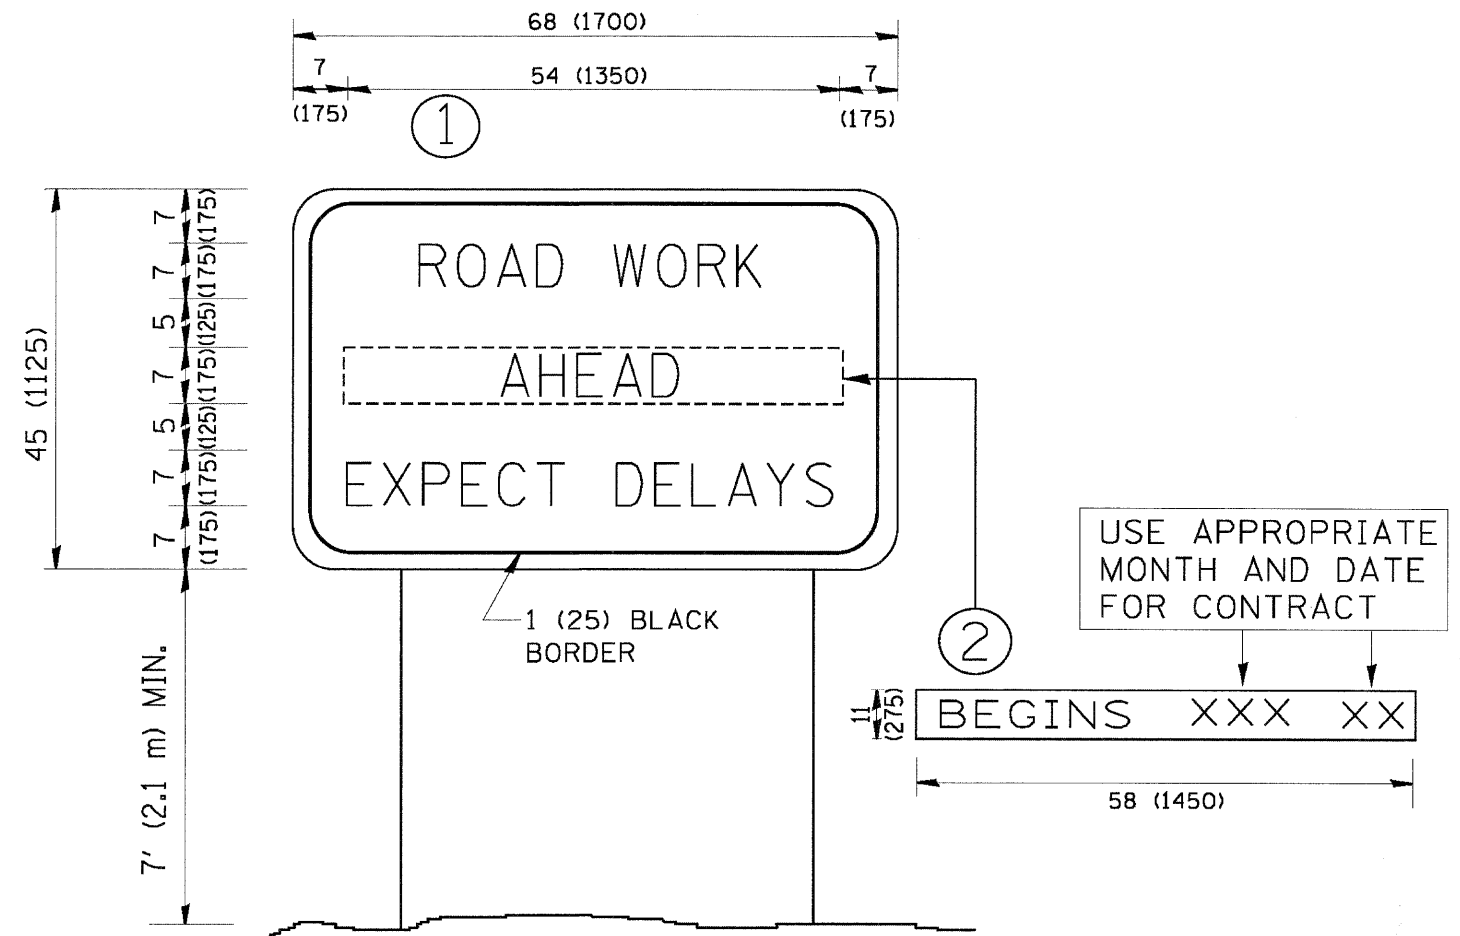 68 (1700)
7
54 (1350)
7
(175)
(175)
1
7
(175)
7
(175)
5
(125)
7
(175)
5
(125)
7
(175)
7
(175)
45 (1125)
ROAD WORK
AHEAD
EXPECT DELAYS
1 (25) BLACK
BORDER
7' (2.1 m) MIN.
USE APPROPRIATE
MONTH AND DATE
FOR CONTRACT
2
11
(275)
BEGINS XXX XX
58 (1450)